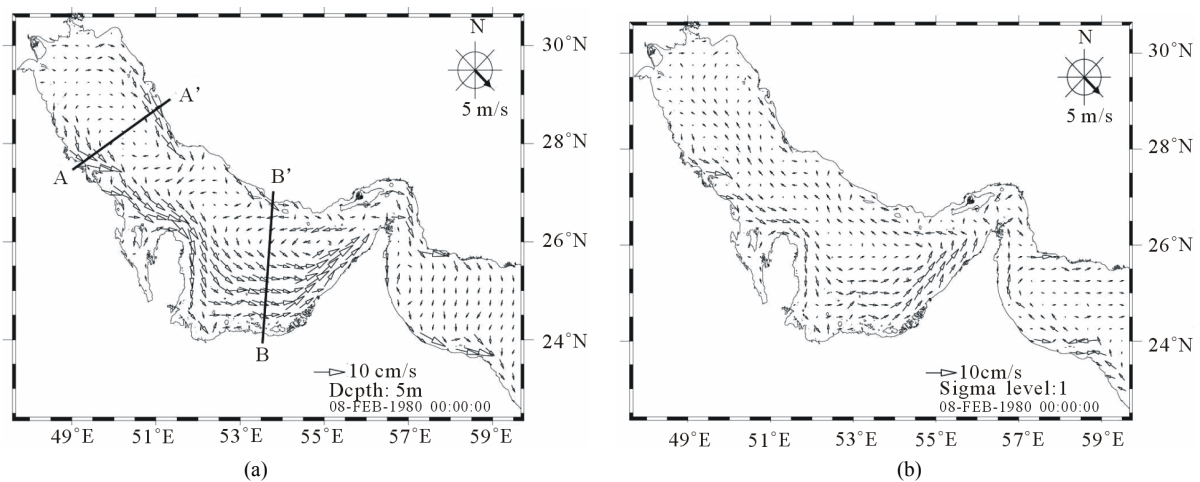 N
5 m/s
A'
A
B'
B
30°N
28°N
26°N
24°N
10 cm/s
Depth: 5m
08-FEB-1980 00:00:00
49°E 51°E 53°E 55°E 57°E 59°E
(a)
N
5 m/s
30°N
28°N
26°N
24°N
10cm/s
Sigma level:1
08-FEB-1980 00:00:00
49°E 51°E 53°E 55°E 57°E 59°E
(b)